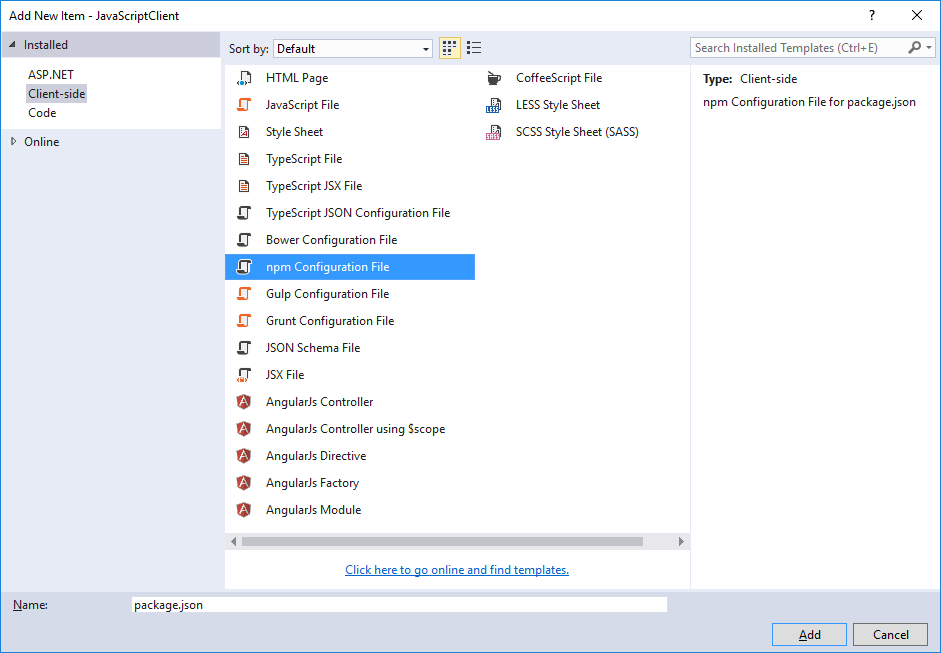 Add New Item - JavaScriptClient
?
Installed
ASP.NET
Client-side
Code
Online
Sort by: Default
Search Installed Templates (Ctrl+E)
HTML Page
JavaScript File
Style Sheet
TypeScript File
TypeScript JSX File
TypeScript JSON Configuration File
Bower Configuration File
npm Configuration File
Gulp Configuration File
Grunt Configuration File
JSON Schema File
JSX File
AngularJs Controller
AngularJs Controller using $scope
AngularJs Directive
AngularJs Factory
AngularJs Module
CoffeeScript File
LESS Style Sheet
SCSS Style Sheet (SASS)
Type: Client-side
npm Configuration File for package.json
Click here to go online and find templates.
Name: package.json
Add
Cancel